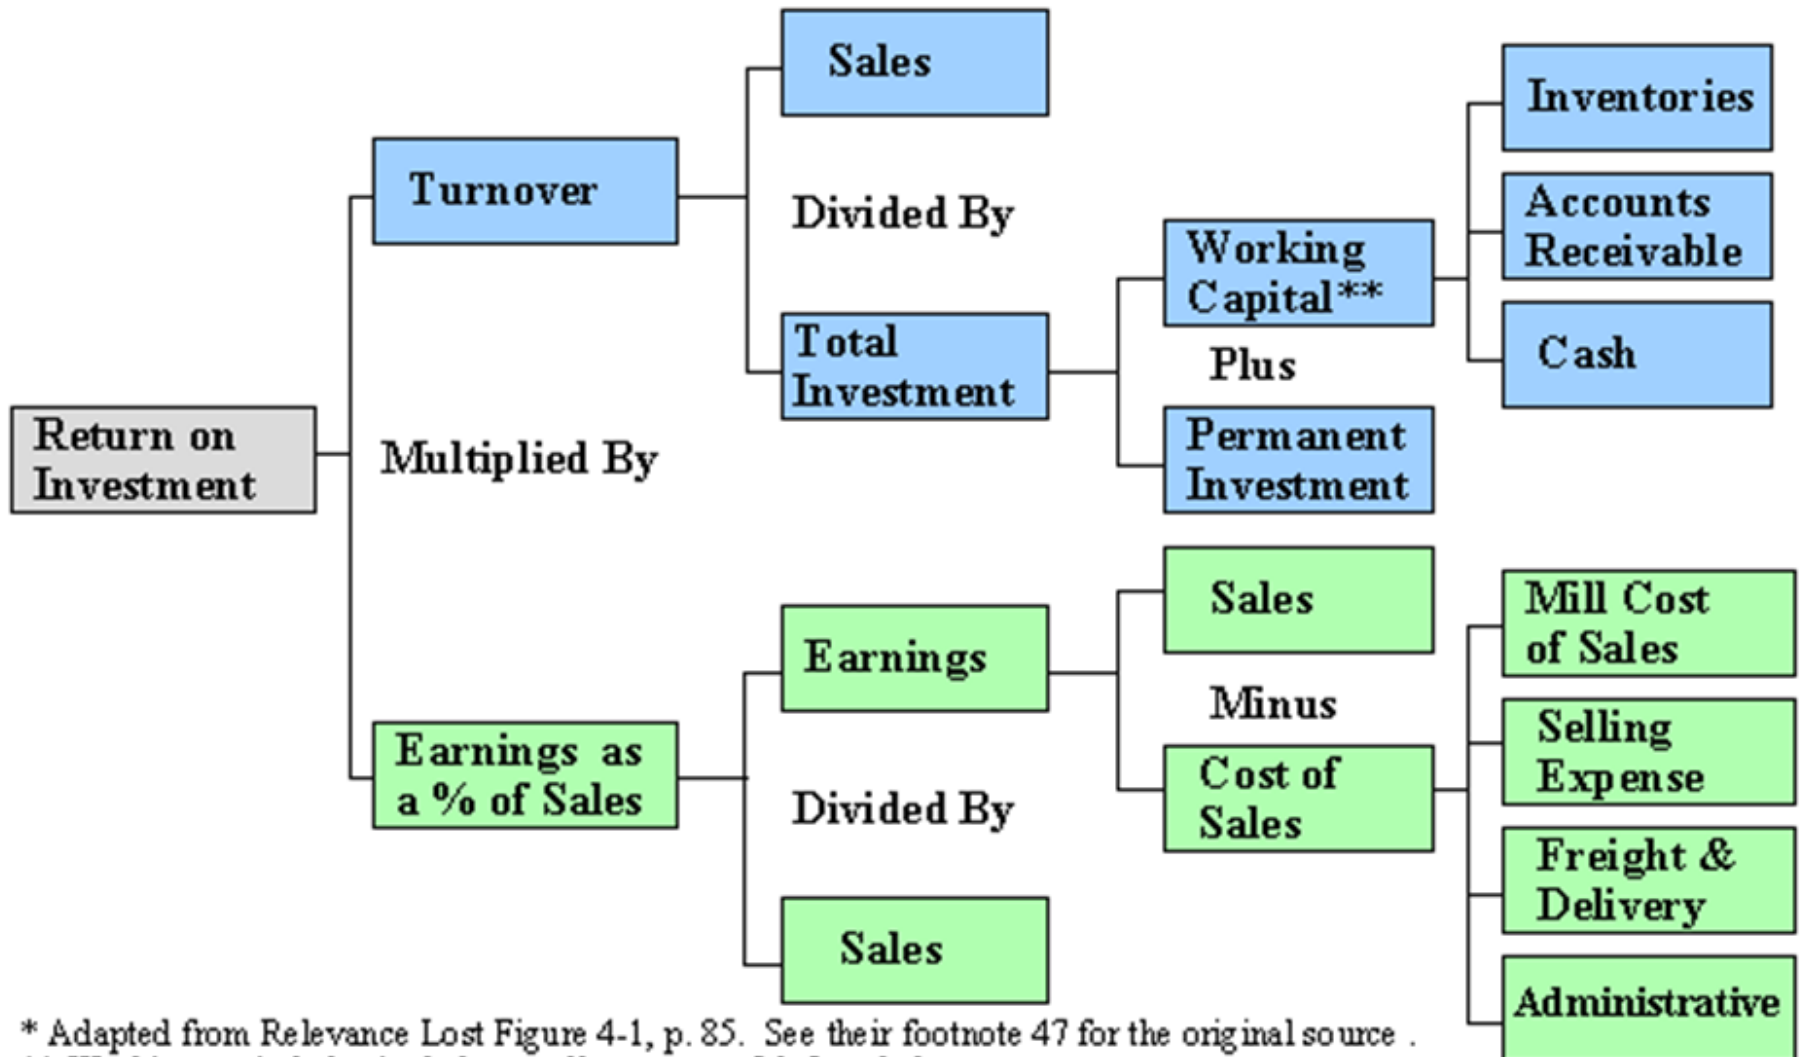 Sales
Inventories
Turnover
Divided By
Accounts
Receivable
Working
Capital**
Total
Investment
Plus
Cash
Return on
Investment
Multiplied By
Permanent
Investment
Sales
Mill Cost
of Sales
Earnings
Minus
Selling
Expense
Earnings as
a % of Sales
Divided By
Cost of
Sales
Freight &
Delivery
Sales
Administrative
* Adapted from Relevance Lost Figure 4-1, p. 85. See their footnote 47 for the original source .